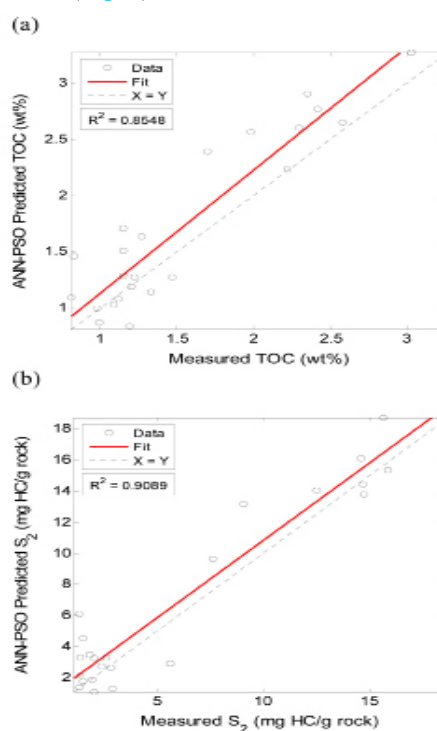 (a)
3
2.5
2
1.5
1
ANN-PSO Predicted TOC (wt%)
Data
Fit
X = Y
R² = 0.8548
1
1.5
2
2.5
3
Measured TOC (wt%)
(b)
18
16
14
12
10
8
6
4
2
ANN-PSO Predicted S₂ (mg HC/g rock)
Data
Fit
X = Y
R² = 0.9089
5
10
15
Measured S₂ (mg HC/g rock)